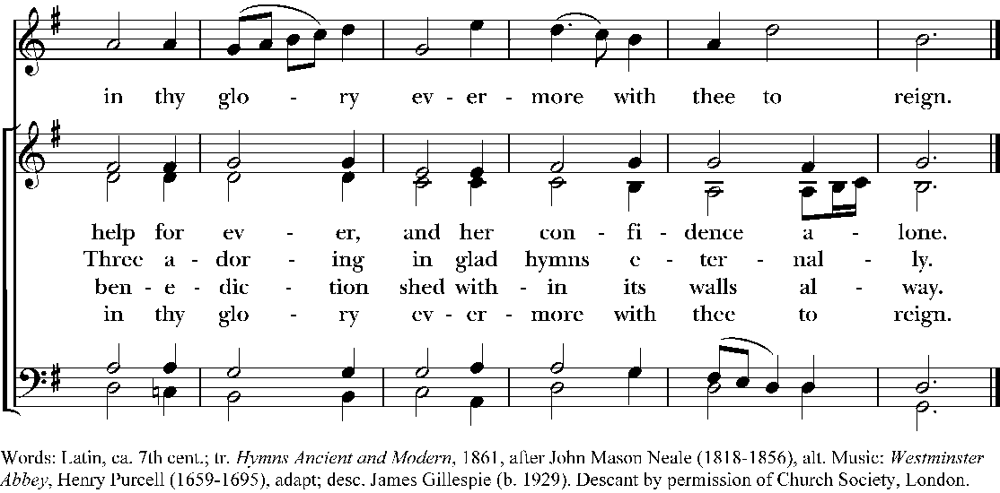 in thy glo - ry ev - er - more with thee to reign.
help for ev - er, and her con - fi - dence a - lone.
Three a - dor - ing in glad hymns e - ter - nal - ly.
ben - e - dic - tion shed with - in its walls al - way.
in thy glo - ry ev - er - more with thee to reign.
Words: Latin, ca. 7th cent.; tr. Hymns Ancient and Modern, 1861, after John Mason Neale (1818-1856), alt. Music: Westminster
Abbey, Henry Purcell (1659-1695), adapt; desc. James Gillespie (b. 1929). Descant by permission of Church Society, London.